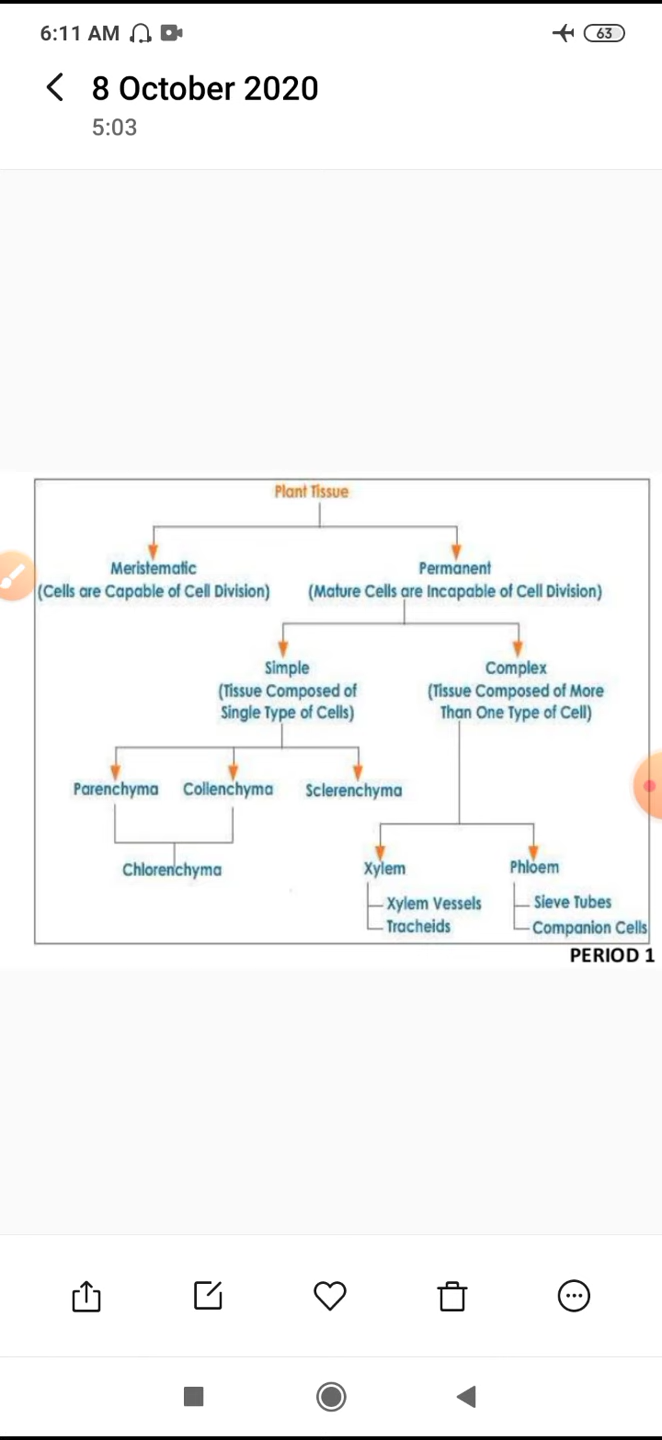 6:11 AM
63
8 October 2020
5:03
Plant Tissue
Meristematic
(Cells are Capable of Cell Division)
Permanent
(Mature Cells are Incapable of Cell Division)
Simple
(Tissue Composed of
Single Type of Cells)
Complex
(Tissue Composed of More
Than One Type of Cell)
Parenchyma
Collenchyma
Sclerenchyma
Chlorenchyma
Xylem
Xylem Vessels
Tracheids
Phloem
Sieve Tubes
Companion Cells
PERIOD 1